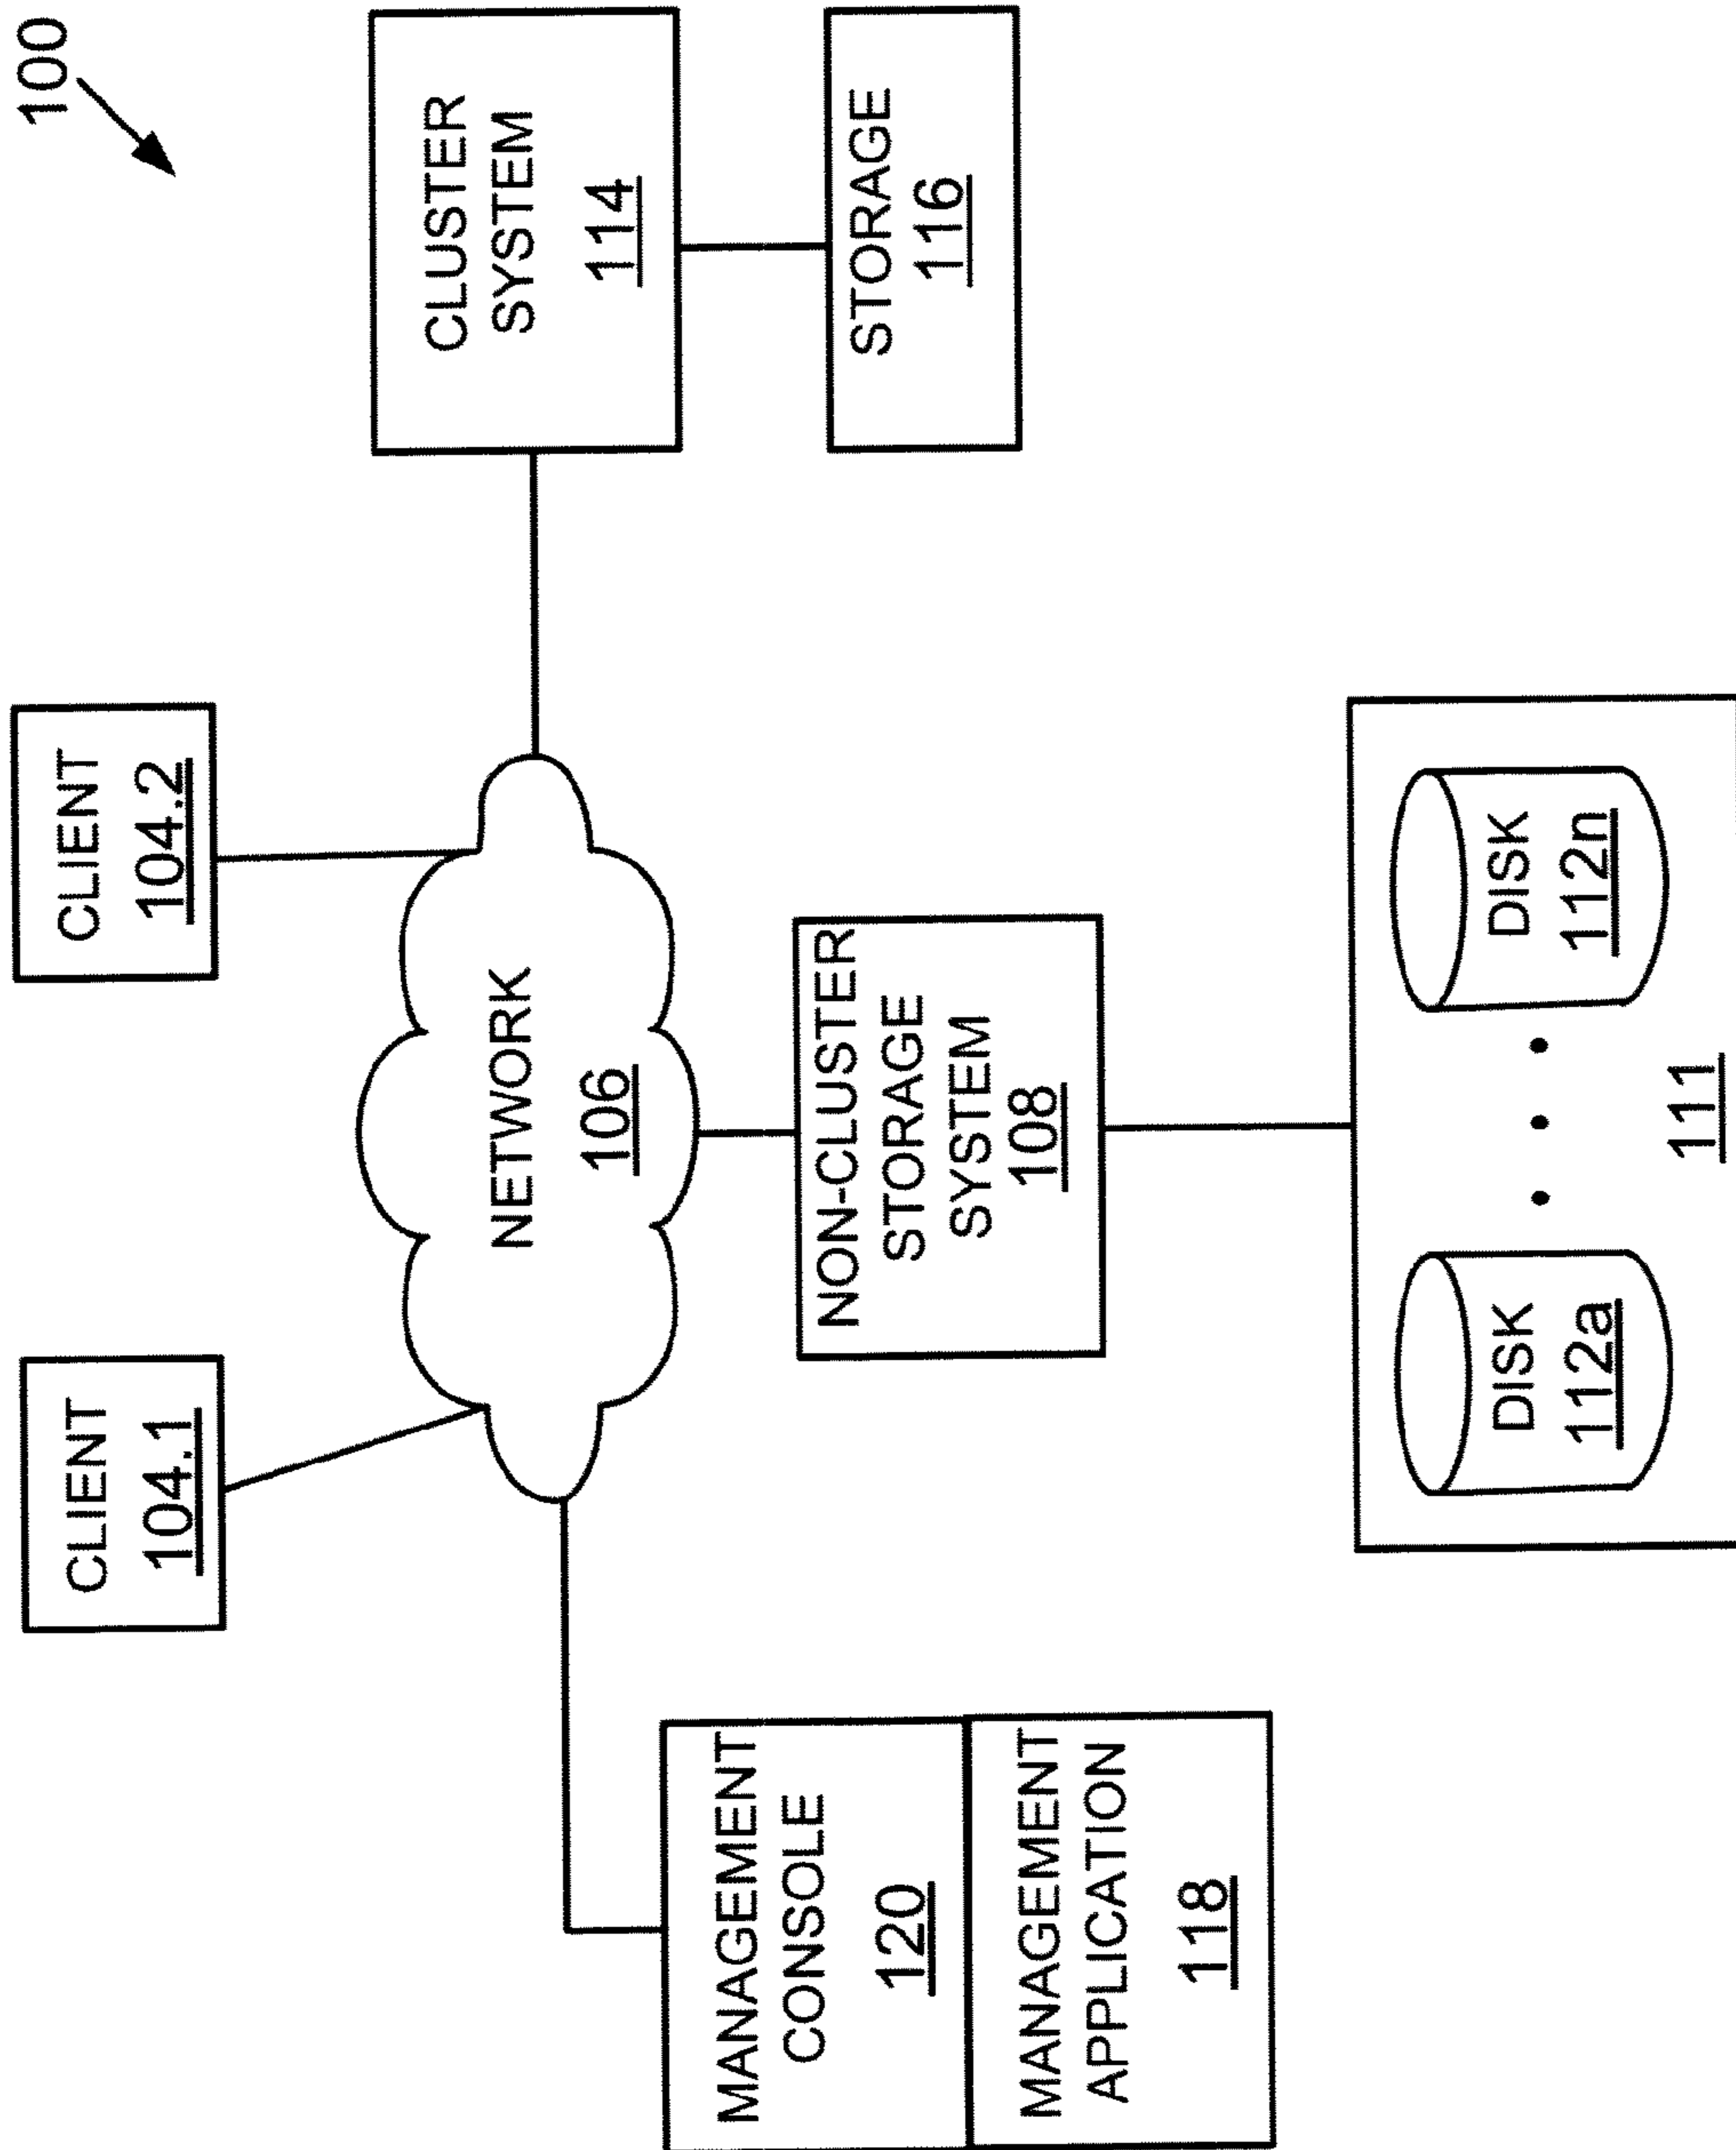 100
CLIENT
104.1
CLIENT
104.2
NETWORK
106
CLUSTER
SYSTEM
114
STORAGE
116
MANAGEMENT
CONSOLE
120
MANAGEMENT
APPLICATION
118
NON-CLUSTER
STORAGE
SYSTEM
108
DISK
112a
DISK
112n
111